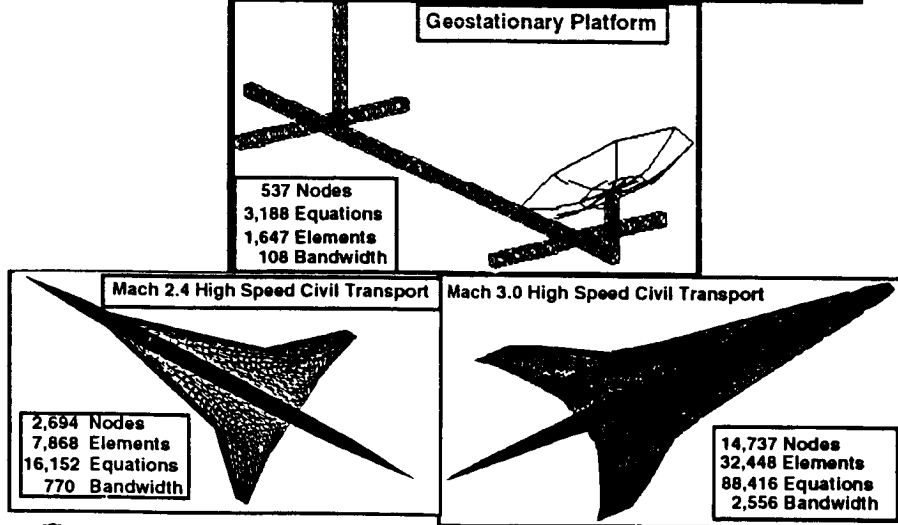 Geostationary Platform
537 Nodes
3,188 Equations
1,647 Elements
108 Bandwidth
Mach 2.4 High Speed Civil Transport
2,694 Nodes
7,868 Elements
16,152 Equations
770 Bandwidth
Mach 3.0 High Speed Civil Transport
14,737 Nodes
32,448 Elements
88,416 Equations
2,556 Bandwidth